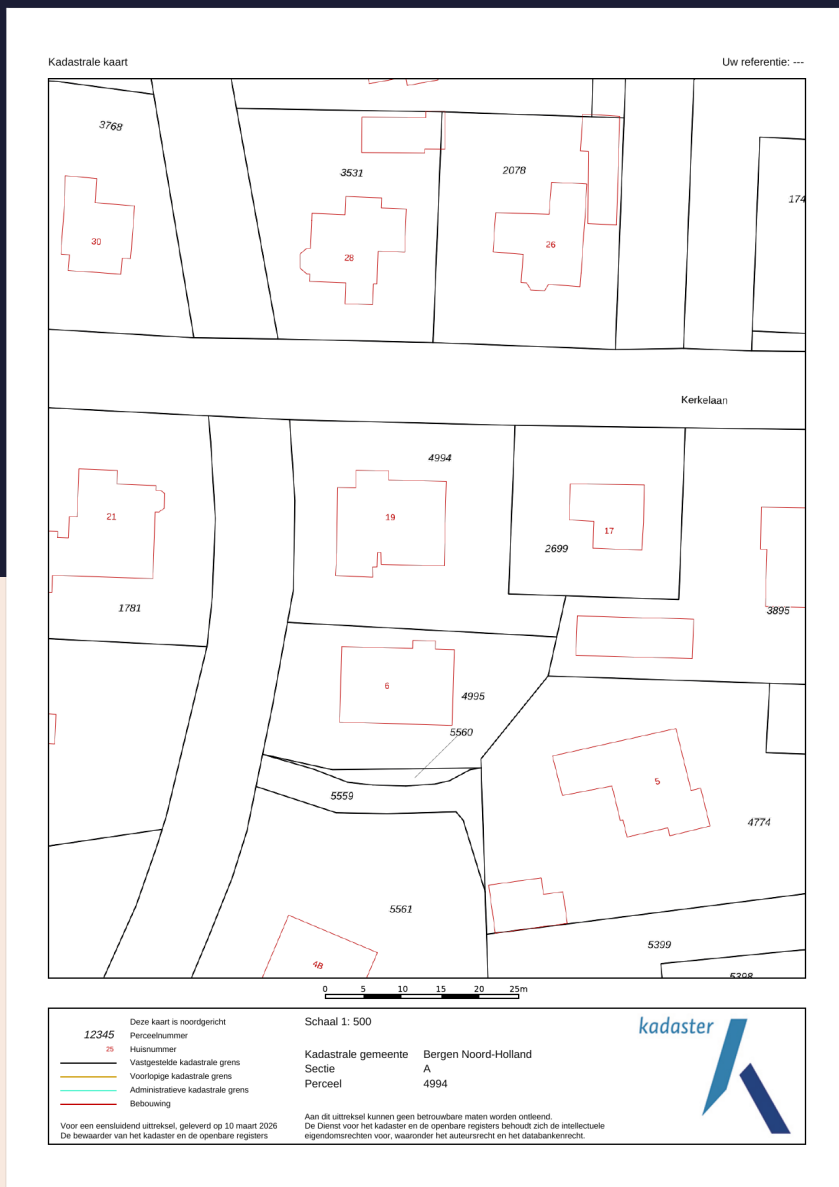 Kadastrale kaart
Uw referentie: ---
3768
3531
2078
174
30
28
26
Kerkelaan
4994
21
19
17
2699
1781
3895
6
4995
5560
5
5559
4774
5561
5399
4B
5398
0 5 10 15 20 25m
Deze kaart is noordgericht
12345 Perceelnummer
25 Huisnummer
Vastgestelde kadastrale grens
Voorlopige kadastrale grens
Administratieve kadastrale grens
Bebouwing
Voor een eensluidend uittreksel, geleverd op 10 maart 2026
De bewaarder van het kadaster en de openbare registers
Schaal 1: 500
Kadastrale gemeente Bergen Noord-Holland
Sectie A
Perceel 4994
Aan dit uittreksel kunnen geen betrouwbare maten worden ontleend.
De Dienst voor het kadaster en de openbare registers behoudt zich de intellectuele
eigendomsrechten voor, waaronder het auteursrecht en het databankenrecht.
kadaster